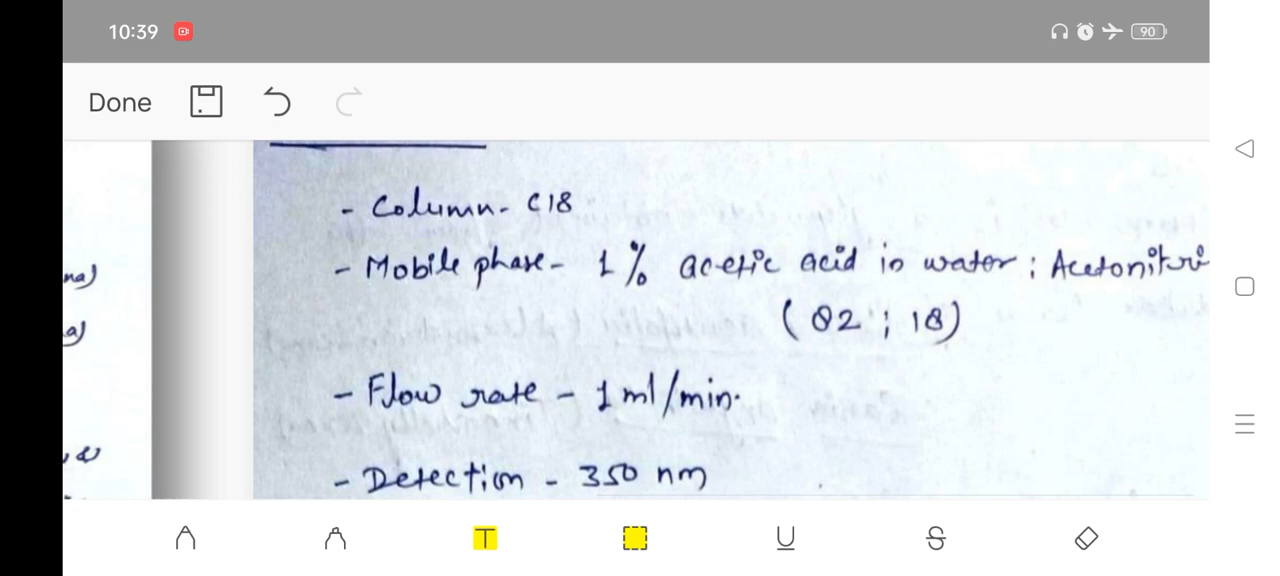 10:39 90
Done
- Column- C18
na)
- Mobile phase - 1% acetic acid in water ; Acetonitri
a)
(82 ; 18)
- Flow rate - 1 ml/min.
- Detection - 350 nm